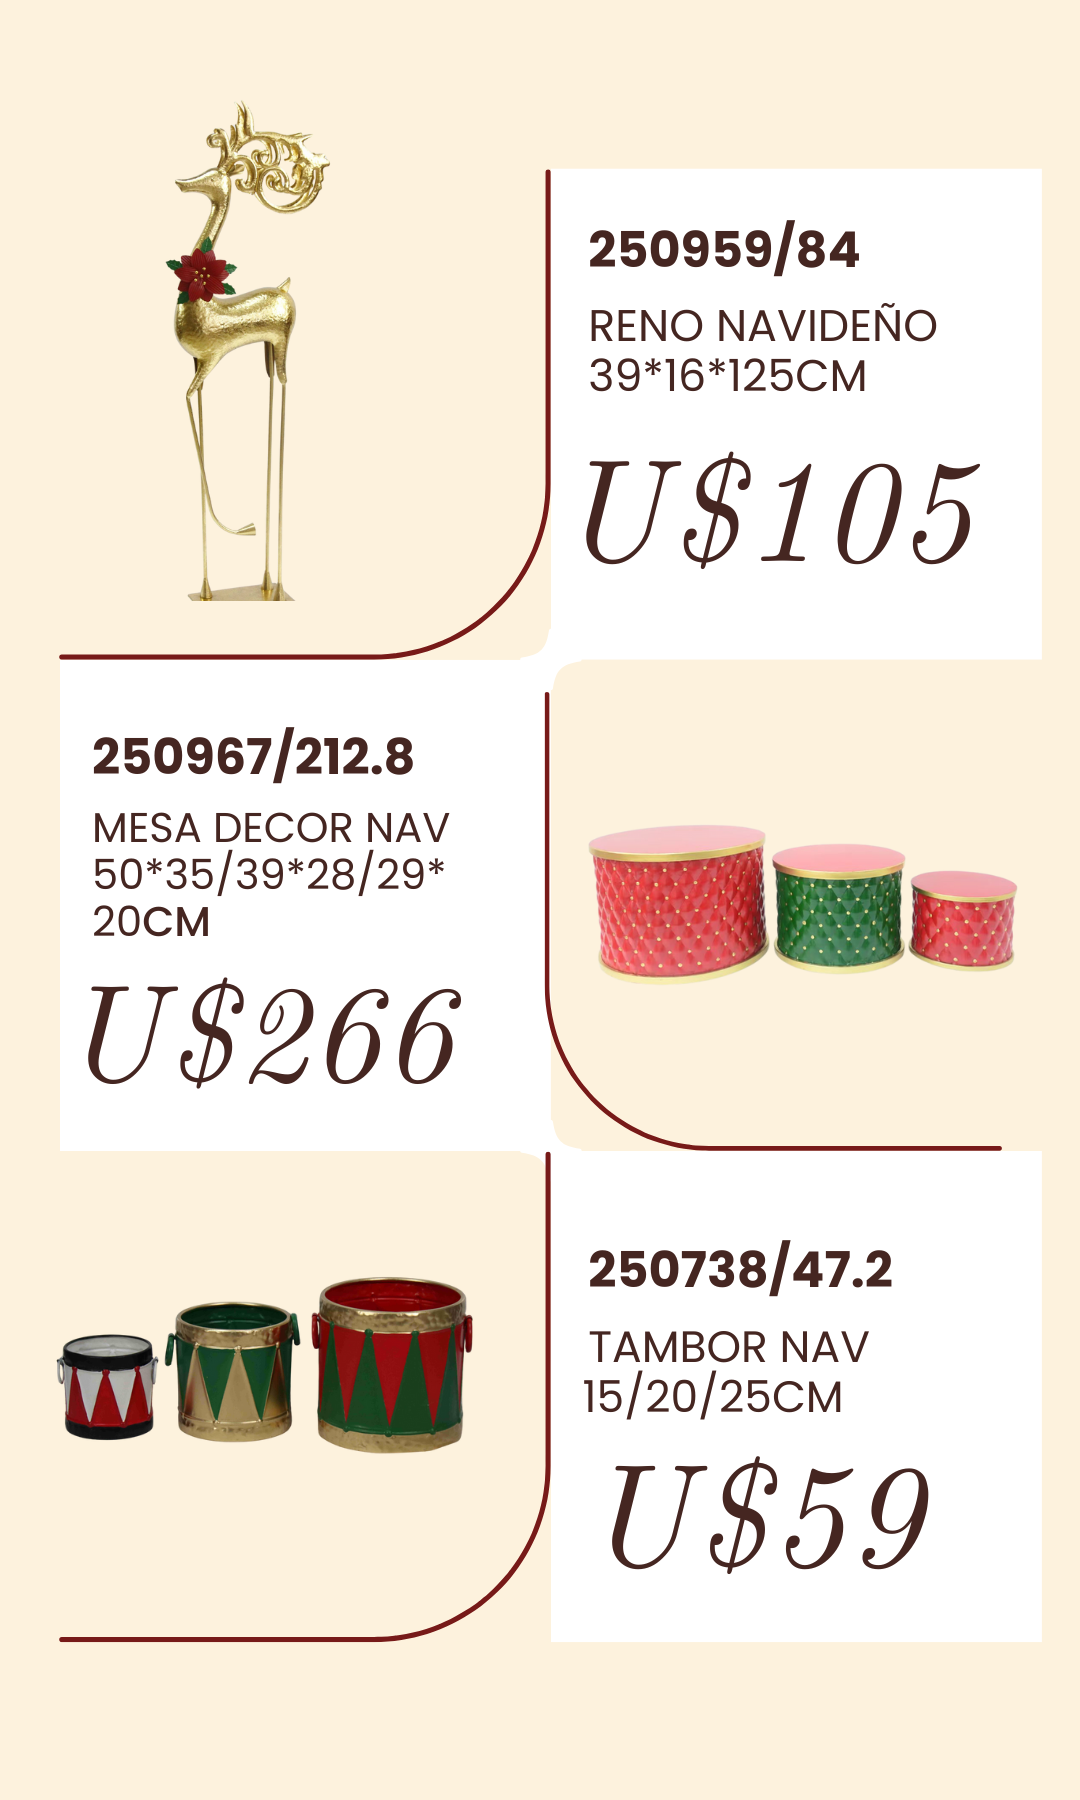 250959/84
RENO NAVIDEÑO
39*16*125CM
U$105
250967/212.8
MESA DECOR NAV
50*35/39*28/29*
20CM
U$266
250738/47.2
TAMBOR NAV
15/20/25CM
U$59